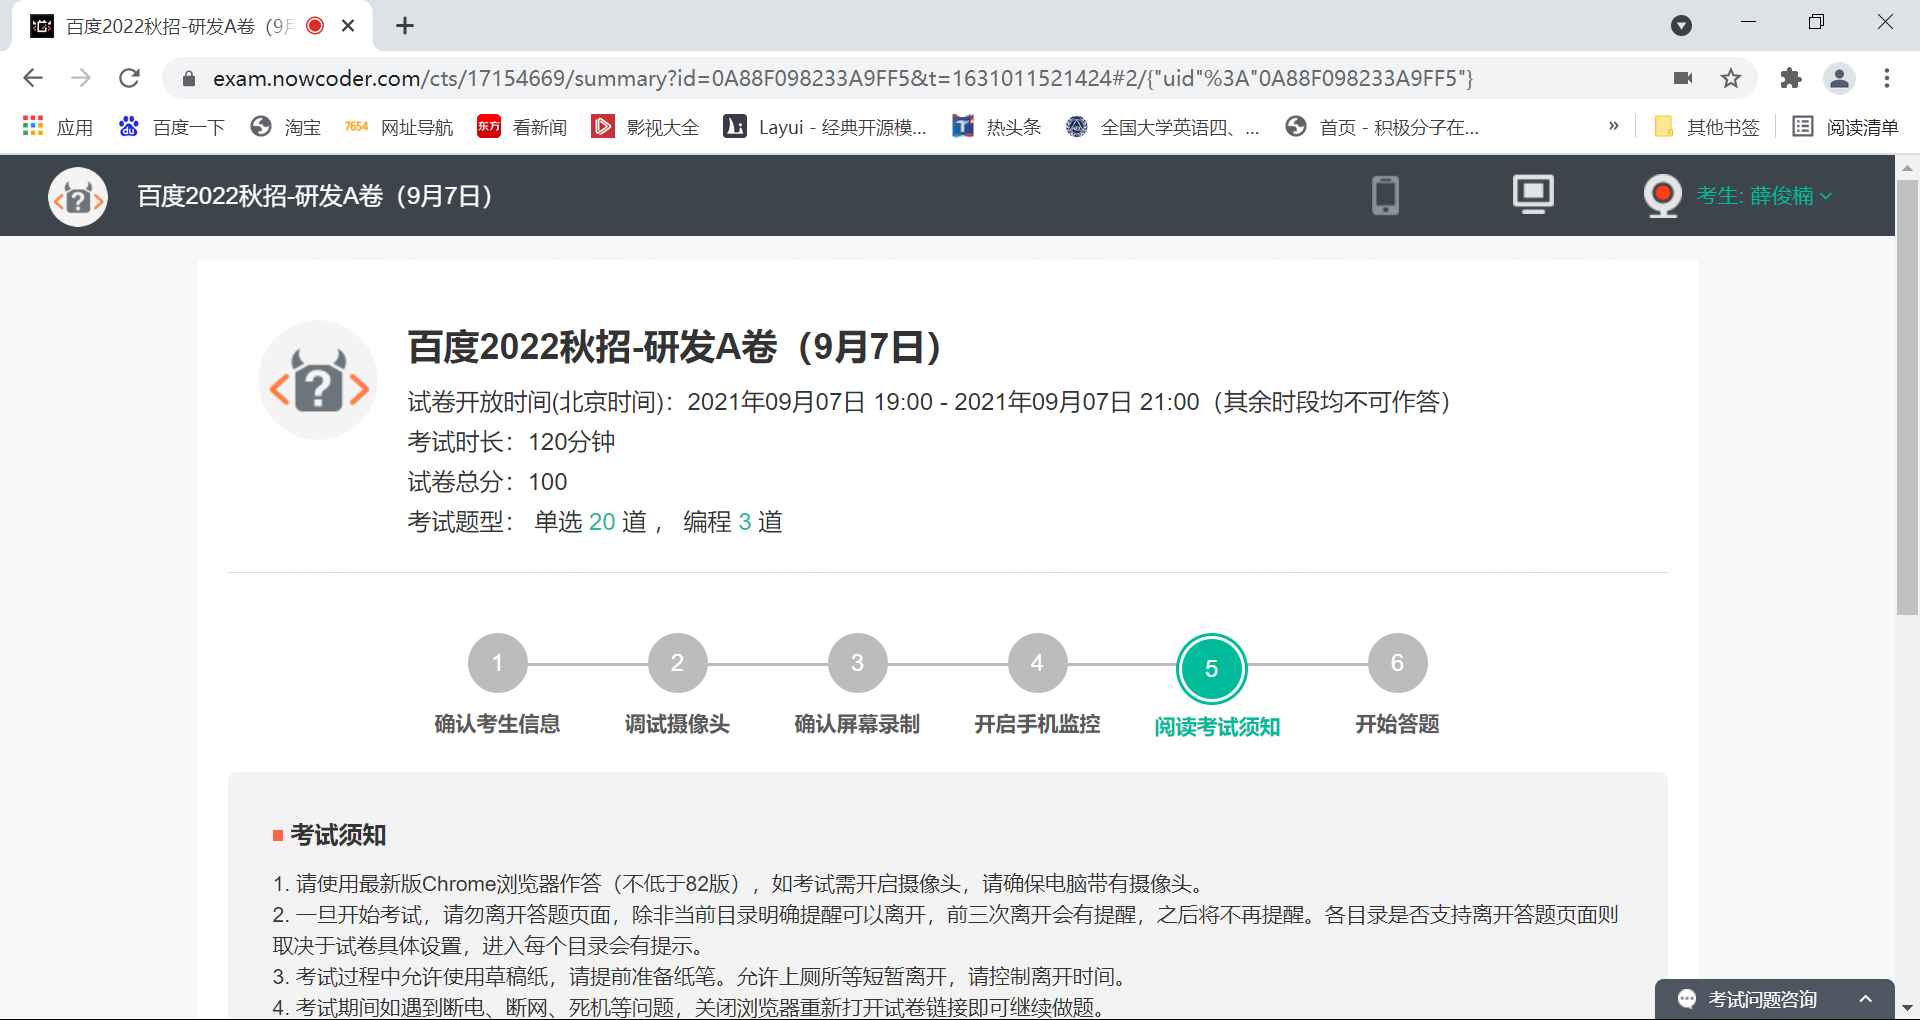 百度2022秋招-研发A卷（9月
exam.nowcoder.com/cts/17154669/summary?id=0A88F098233A9FF5&t=1631011521424#2/{"uid"%3A"0A88F098233A9FF5"}
应用 百度一下 淘宝 7654 网址导航 东方 看新闻 影视大全 Layui - 经典开源模... 热头条 全国大学英语四、... 首页 - 积极分子在... » 其他书签 阅读清单
百度2022秋招-研发A卷（9月7日） 考生: 薛俊楠
百度2022秋招-研发A卷（9月7日）
试卷开放时间(北京时间)：2021年09月07日 19:00 - 2021年09月07日 21:00（其余时段均不可作答）
考试时长：120分钟
试卷总分：100
考试题型： 单选 20 道， 编程 3 道
1 2 3 4 5 6
确认考生信息 调试摄像头 确认屏幕录制 开启手机监控 阅读考试须知 开始答题
考试须知
1. 请使用最新版Chrome浏览器作答（不低于82版），如考试需开启摄像头，请确保电脑带有摄像头。
2. 一旦开始考试，请勿离开答题页面，除非当前目录明确提醒可以离开，前三次离开会有提醒，之后将不再提醒。各目录是否支持离开答题页面则
取决于试卷具体设置，进入每个目录会有提示。
3. 考试过程中允许使用草稿纸，请提前准备纸笔。允许上厕所等短暂离开，请控制离开时间。
4. 考试期间如遇到断电、断网、死机等问题，关闭浏览器重新打开试卷链接即可继续做题。
考试问题咨询